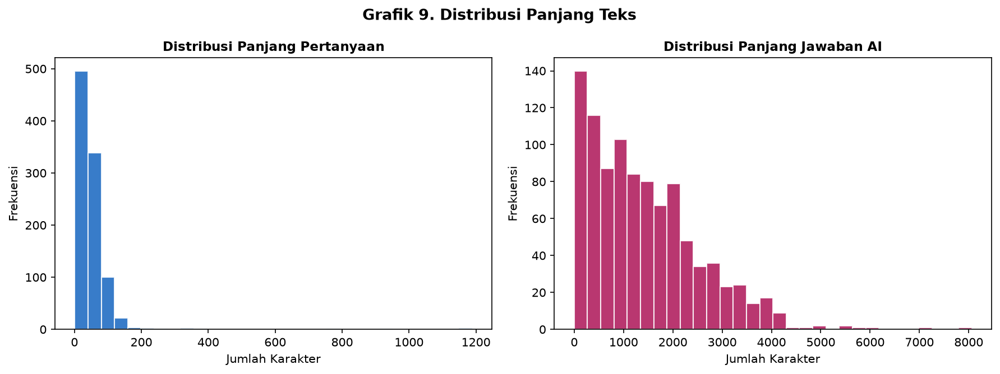 Grafik 9. Distribusi Panjang Teks
Distribusi Panjang Pertanyaan
500
400
300
200
100
0
Frekuensi
0 200 400 600 800 1000 1200
Jumlah Karakter
Distribusi Panjang Jawaban AI
140
120
100
80
60
40
20
0
Frekuensi
0 1000 2000 3000 4000 5000 6000 7000 8000
Jumlah Karakter